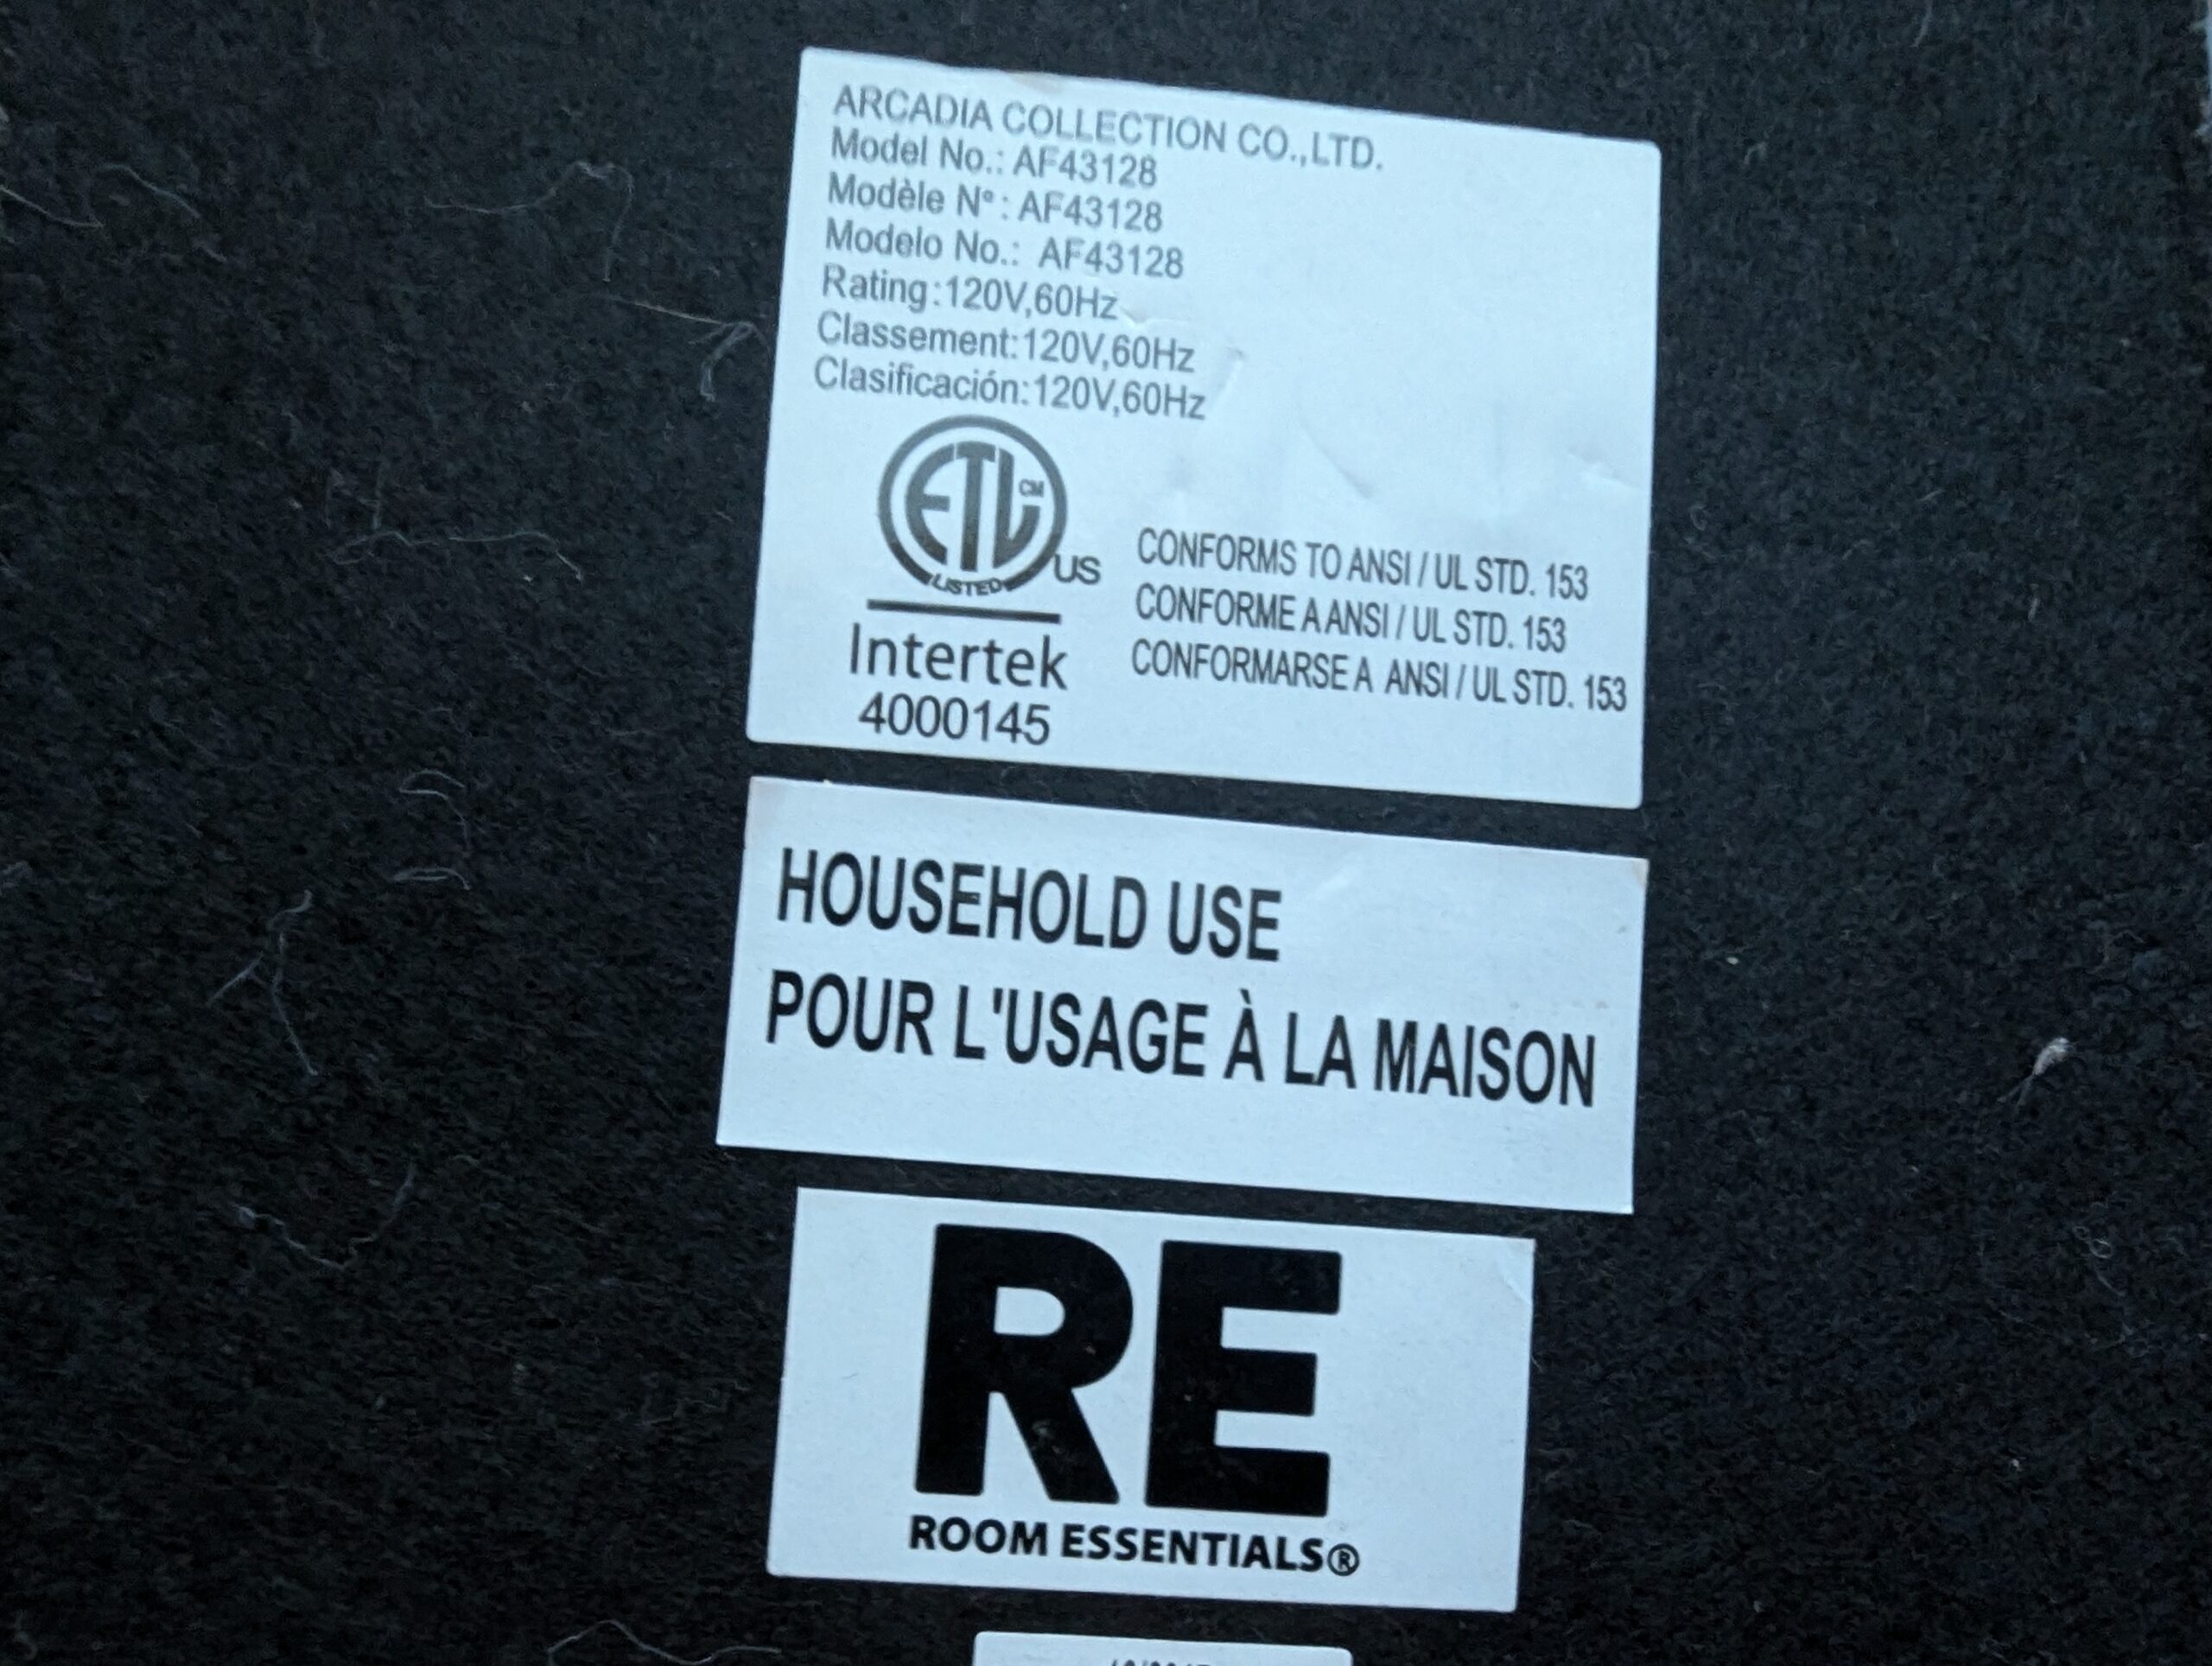 ARCADIA COLLECTION CO.,LTD.
Model No.: AF43128
Modèle N° : AF43128
Modelo No.: AF43128
Rating:120V,60Hz
Classement:120V,60Hz
Clasificación:120V,60Hz
ETL CM
LISTED US
Intertek
4000145
CONFORMS TO ANSI / UL STD. 153
CONFORME A ANSI / UL STD. 153
CONFORMARSE A ANSI / UL STD. 153
HOUSEHOLD USE
POUR L'USAGE À LA MAISON
RE
ROOM ESSENTIALS®